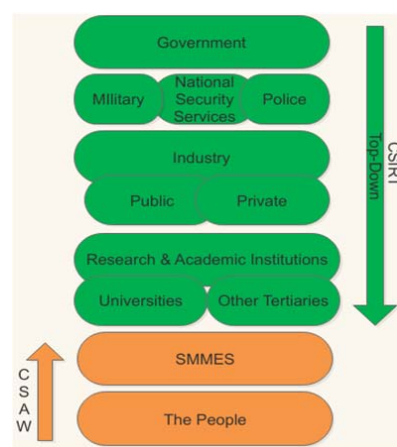 Government
MIlitary
National
Security
Services
Police
Industry
Public
Private
Research & Academic Institutions
Universities
Other Tertiaries
CSIRT
Top-Down
SMMES
The People
C
S
A
W